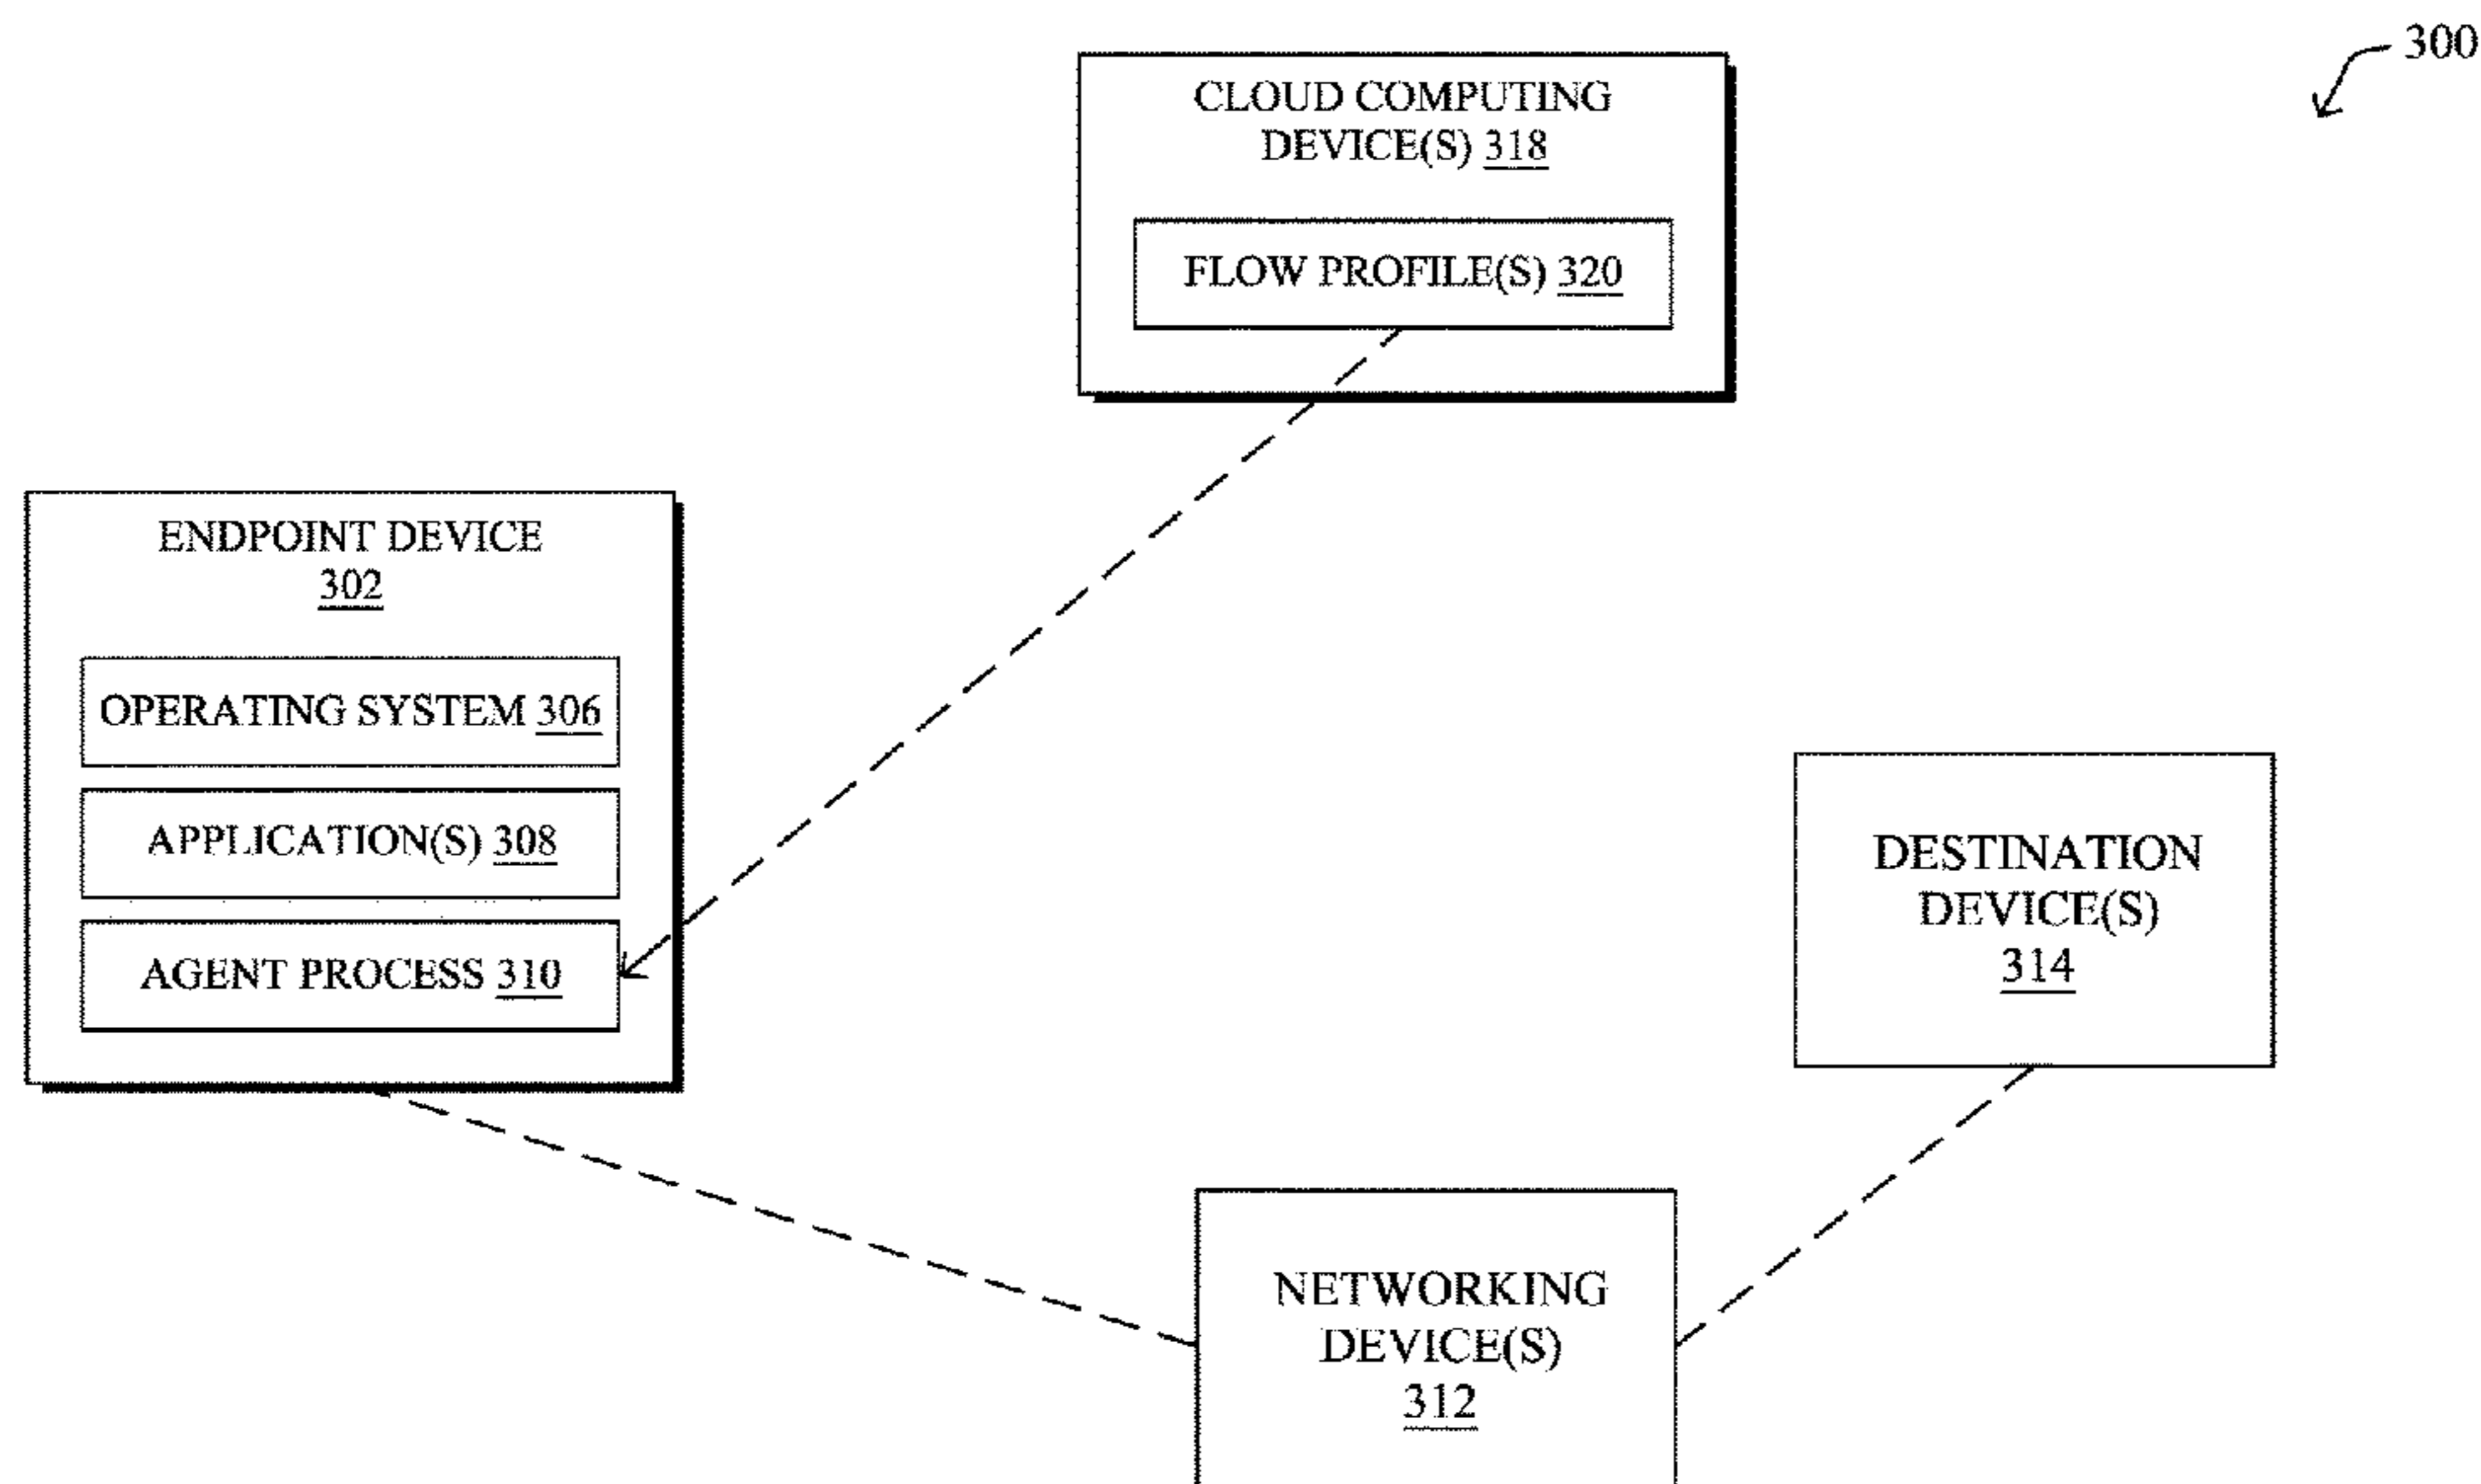 300
CLOUD COMPUTING
DEVICE(S) 318
FLOW PROFILE(S) 320
ENDPOINT DEVICE
302
OPERATING SYSTEM 306
APPLICATION(S) 308
AGENT PROCESS 310
DESTINATION
DEVICE(S)
314
NETWORKING
DEVICE(S)
312